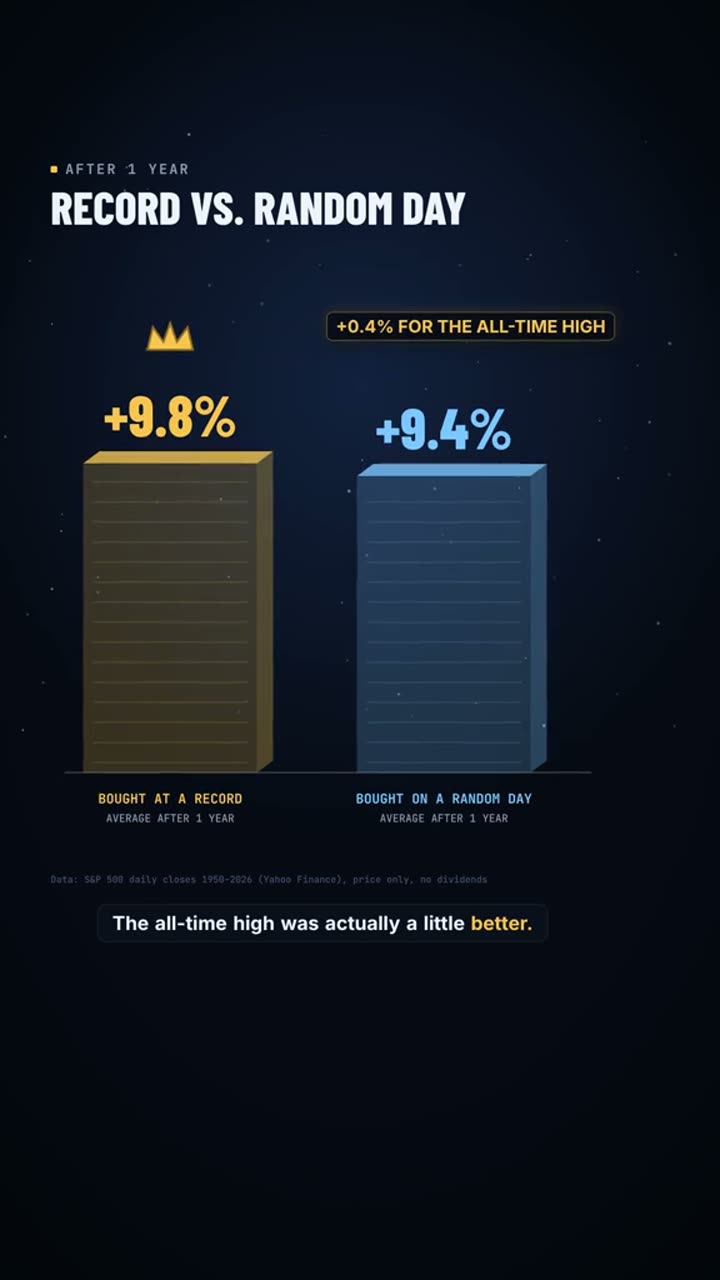 AFTER 1 YEAR
RECORD VS. RANDOM DAY
+0.4% FOR THE ALL-TIME HIGH
+9.8%
+9.4%
BOUGHT AT A RECORD
AVERAGE AFTER 1 YEAR
BOUGHT ON A RANDOM DAY
AVERAGE AFTER 1 YEAR
Data: S&P 500 daily closes 1950–2026 (Yahoo Finance), price only, no dividends
The all-time high was actually a little better.